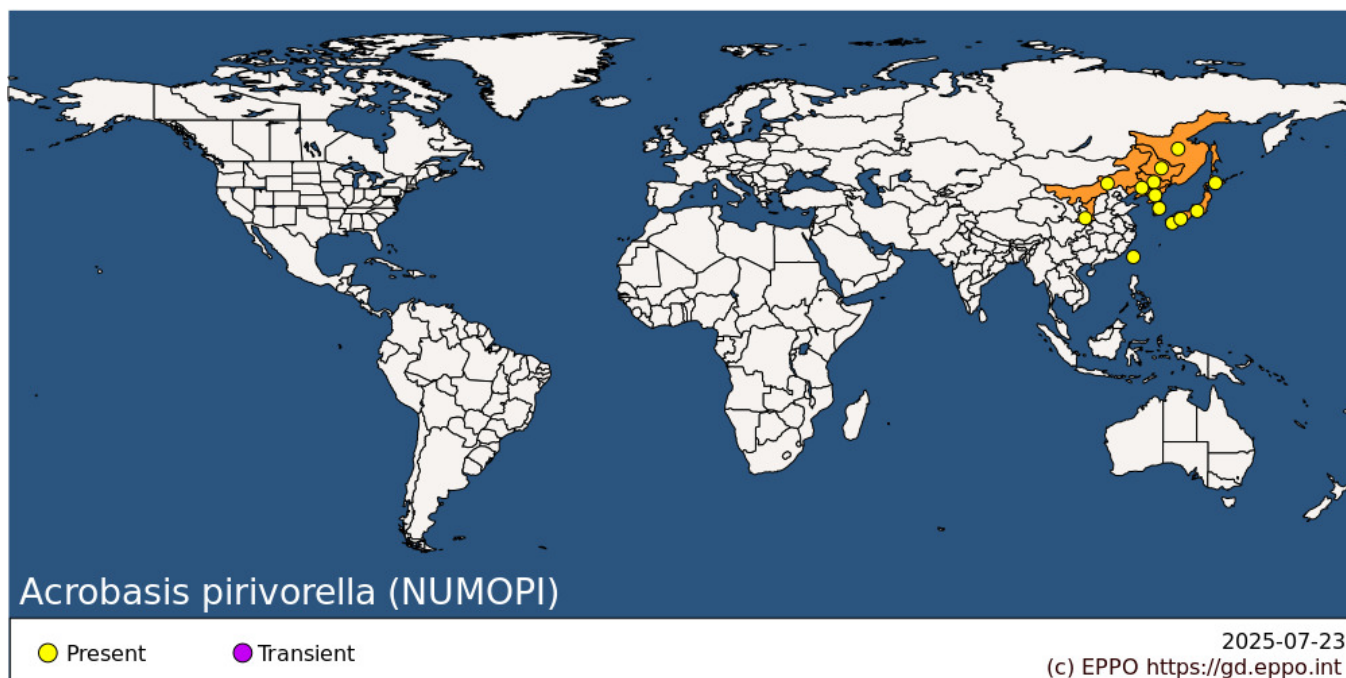 Acrobasis pirivorella (NUMOPI)
Present
Transient
2025-07-23
(c) EPPO https://gd.eppo.int